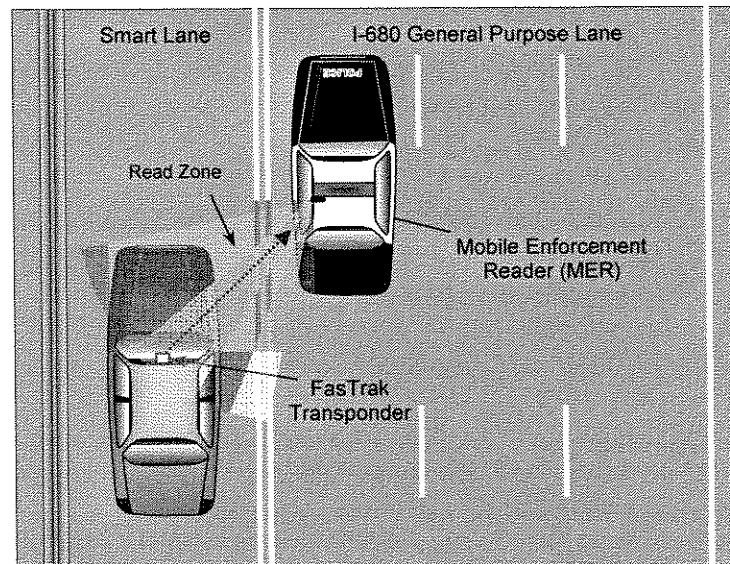 Smart Lane
I-680 General Purpose Lane
POLICE
Read Zone
Mobile Enforcement
Reader (MER)
FasTrak
Transponder